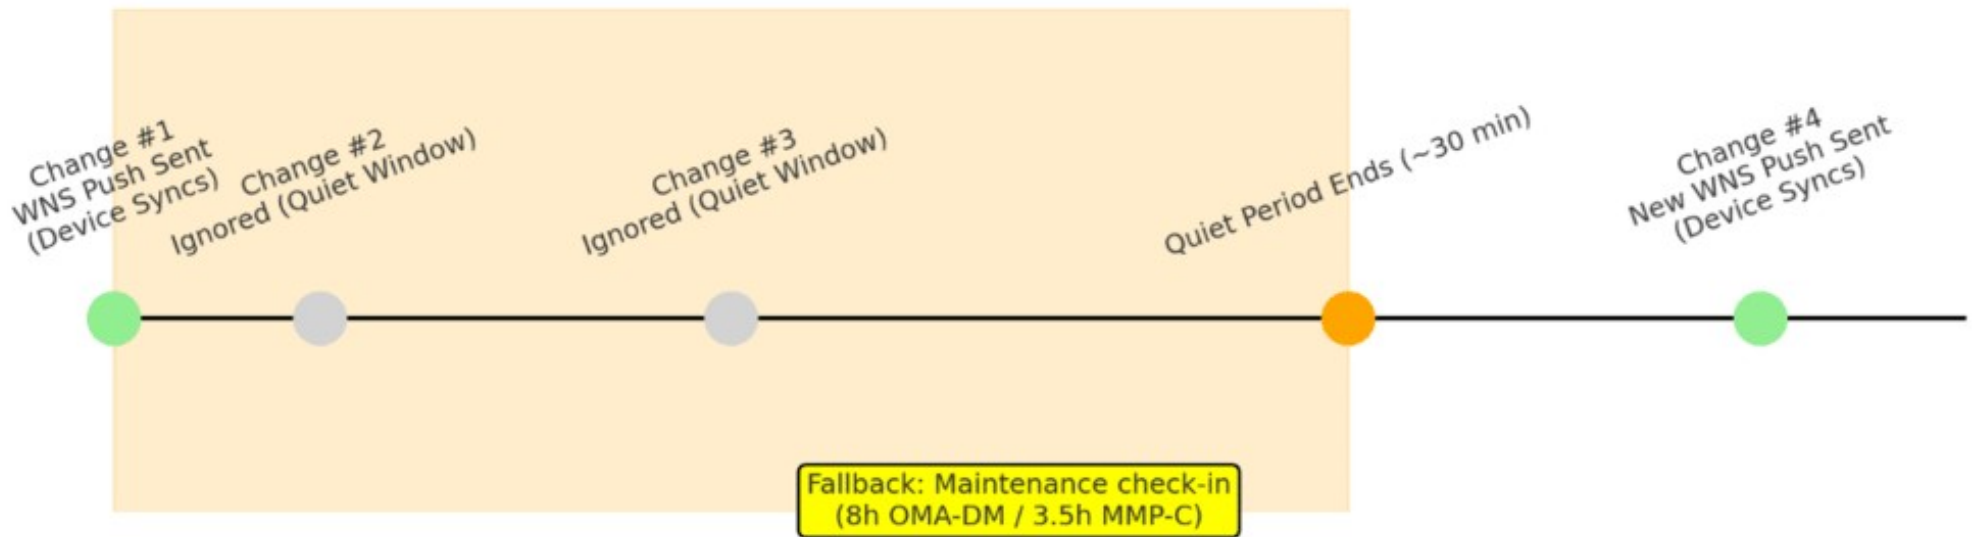 Change #1
WNS Push Sent
(Device Syncs)
Change #2
Ignored (Quiet Window)
Change #3
Ignored (Quiet Window)
Quiet Period Ends (~30 min)
Change #4
New WNS Push Sent
(Device Syncs)
Fallback: Maintenance check-in
(8h OMA-DM / 3.5h MMP-C)